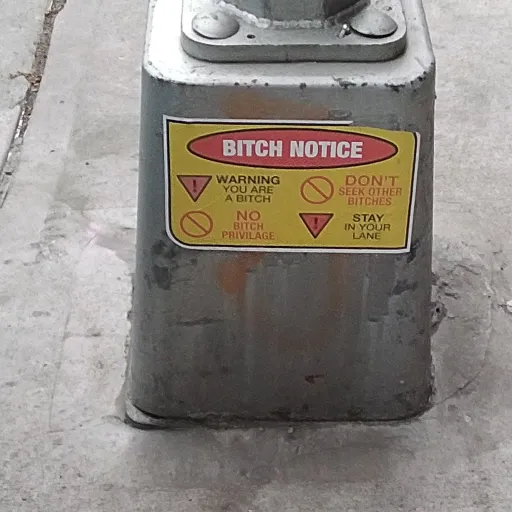 BITCH NOTICE
WARNING
YOU ARE
A BITCH
DON'T
SEEK OTHER
BITCHES
NO
BITCH
PRIVILAGE
STAY
IN YOUR
LANE